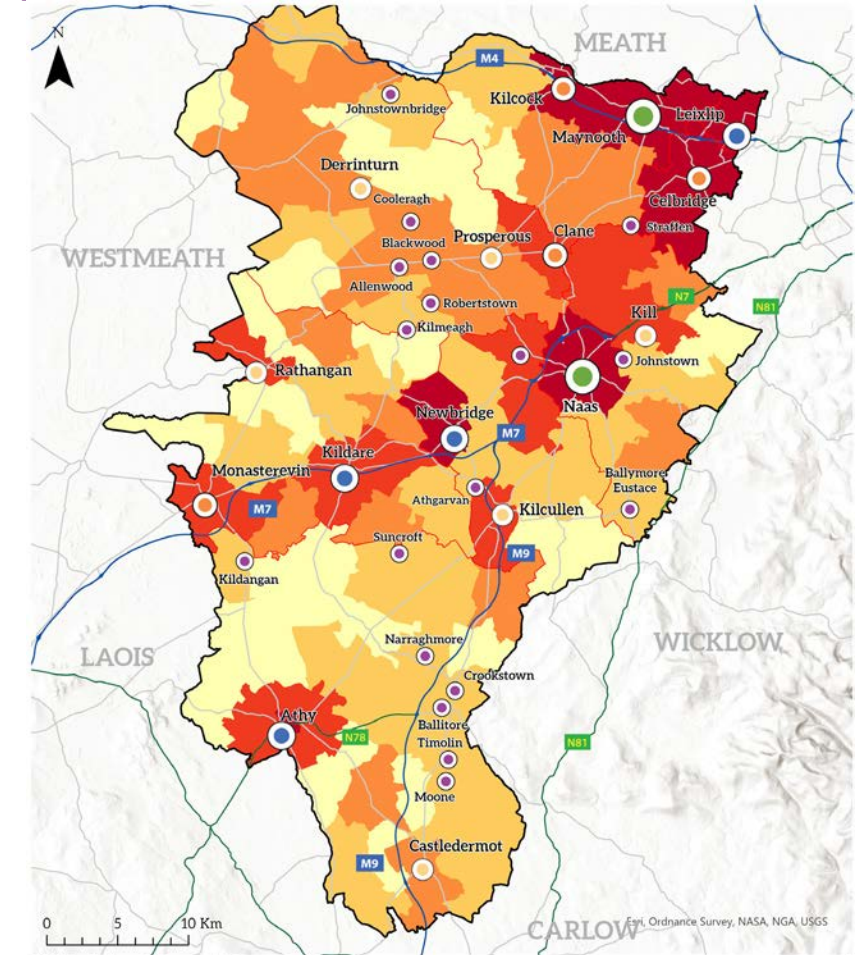 N
MEATH
M4
Kilcock
Leixlip
Johnstownbridge
Maynooth
Derrinturn
Celbridge
Cooleragh
Straffen
Blackwood
Prosperous
Clane
WESTMEATH
Allenwood
N7
Robertstown
N81
Kill
Kilmeagh
Johnstown
Rathangan
Naas
Newbridge
M7
Kildare
Monasterevin
Ballymore
Eustace
Athgarvan
M7
Kilcullen
Suncroft
M9
Kildangan
Narraghmore
WICKLOW
LAOIS
Crookstown
Athy
Ballitore
N78
Timolin
N81
Moone
Castledermot
M9
0 5 10 Km
CARLOW
Esri, Ordnance Survey, NASA, NGA, USGS